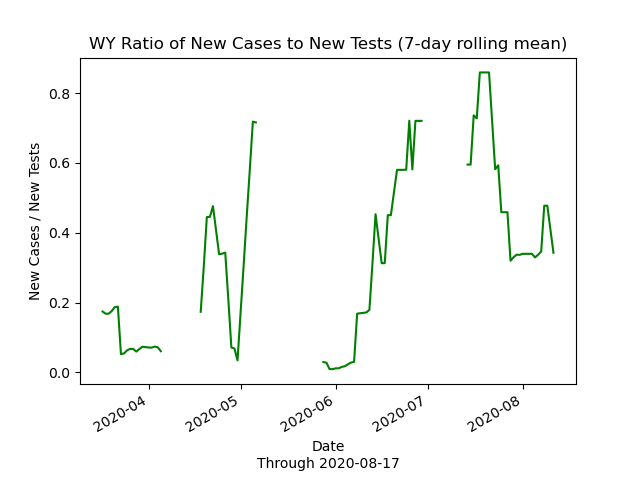 WY Ratio of New Cases to New Tests (7-day rolling mean)
New Cases / New Tests
0.8
0.6
0.4
0.2
0.0
2020-04
2020-05
2020-06
2020-07
2020-08
Date
Through 2020-08-17